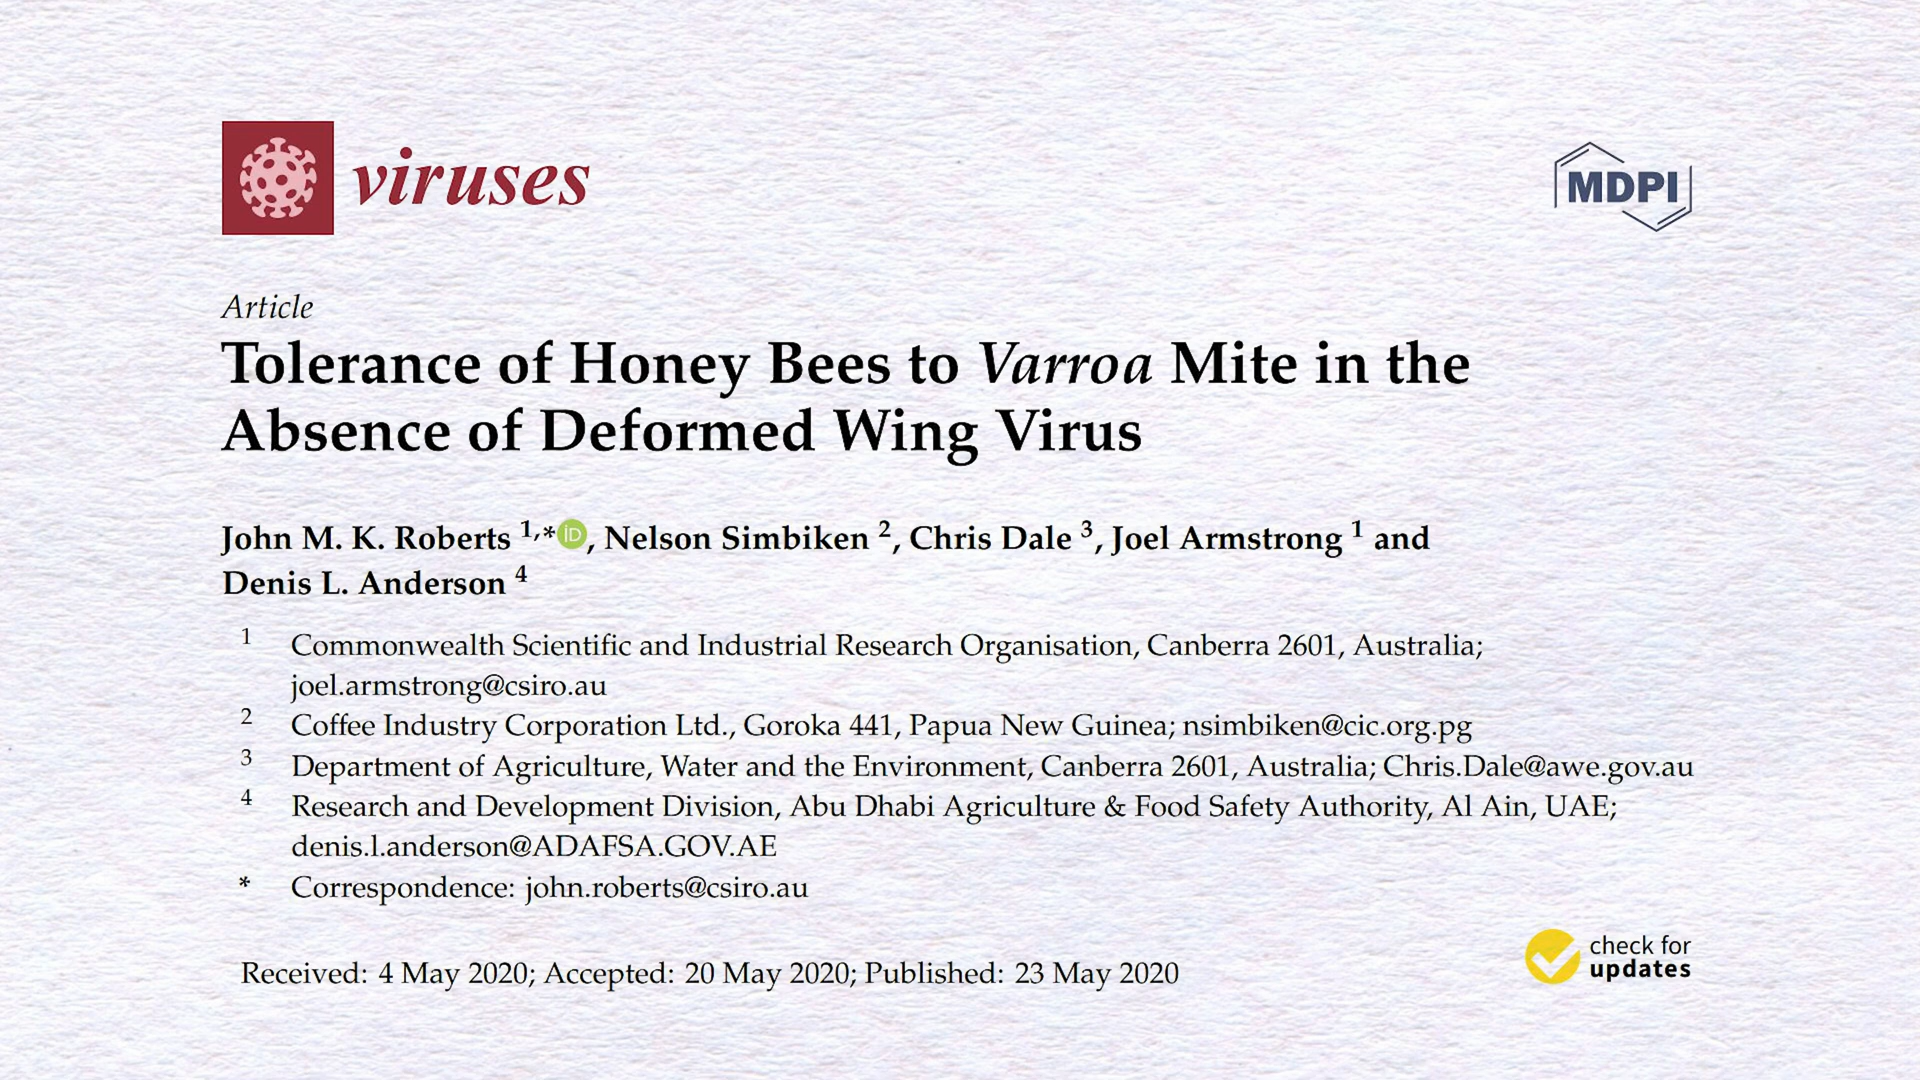 viruses
MDPI
Article
Tolerance of Honey Bees to Varroa Mite in the
Absence of Deformed Wing Virus
John M. K. Roberts 1,* iD, Nelson Simbiken 2, Chris Dale 3, Joel Armstrong 1 and
Denis L. Anderson 4
1 Commonwealth Scientific and Industrial Research Organisation, Canberra 2601, Australia;
joel.armstrong@csiro.au
2 Coffee Industry Corporation Ltd., Goroka 441, Papua New Guinea; nsimbiken@cic.org.pg
3 Department of Agriculture, Water and the Environment, Canberra 2601, Australia; Chris.Dale@awe.gov.au
4 Research and Development Division, Abu Dhabi Agriculture & Food Safety Authority, Al Ain, UAE;
denis.l.anderson@ADAFSA.GOV.AE
* Correspondence: john.roberts@csiro.au
Received: 4 May 2020; Accepted: 20 May 2020; Published: 23 May 2020
check for
updates